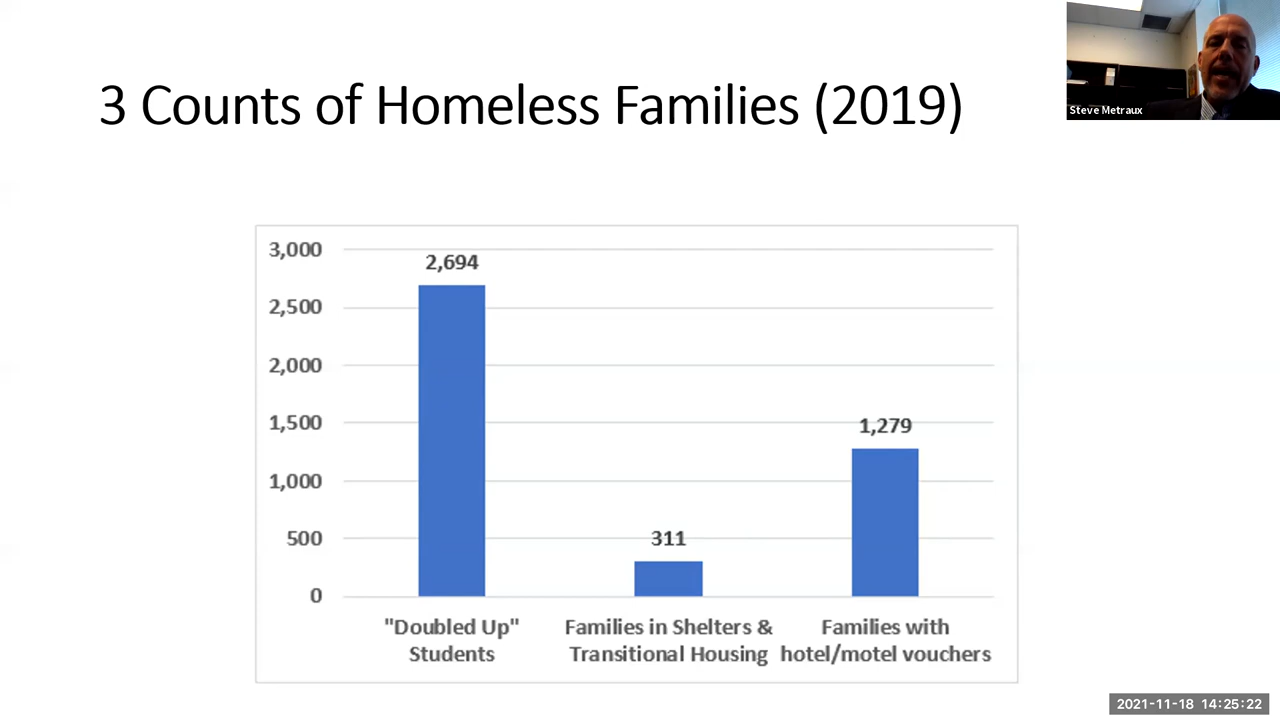 3 Counts of Homeless Families (2019)
Steve Metraux
3,000
2,500
2,000
1,500
1,000
500
0
2,694
311
1,279
"Doubled Up"
Students
Families in Shelters &
Transitional Housing
Families with
hotel/motel vouchers
2021-11-18 14:25:22